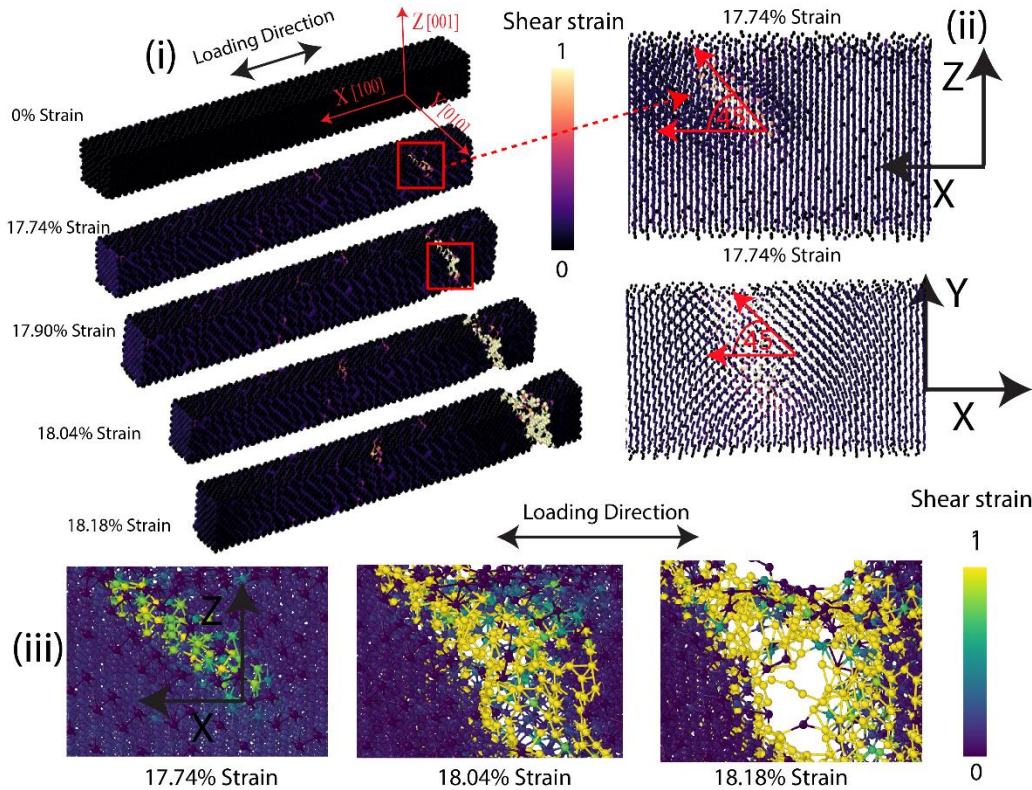 (i)
Loading Direction
Z [001]
X [100]
Y [010]
0% Strain
17.74% Strain
17.90% Strain
18.04% Strain
18.18% Strain
Shear strain
1
0
17.74% Strain
(ii)
45
Z
X
17.74% Strain
45
Y
X
Loading Direction
Shear strain
1
0
(iii)
Z
X
17.74% Strain
18.04% Strain
18.18% Strain